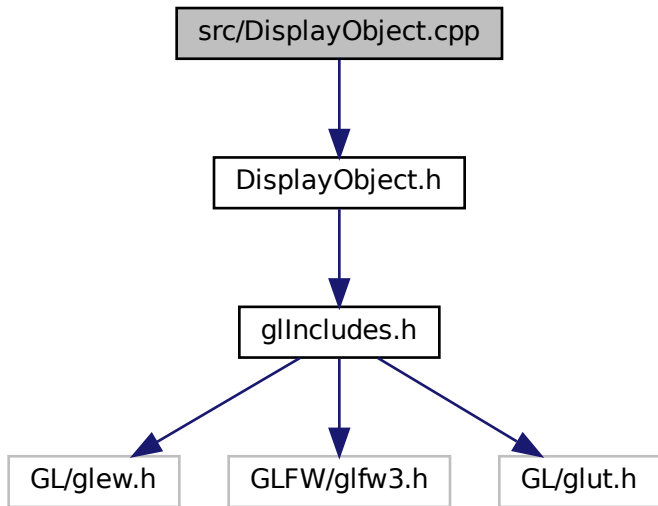 src/DisplayObject.cpp
DisplayObject.h
glIncludes.h
GL/glew.h
GLFW/glfw3.h
GL/glut.h